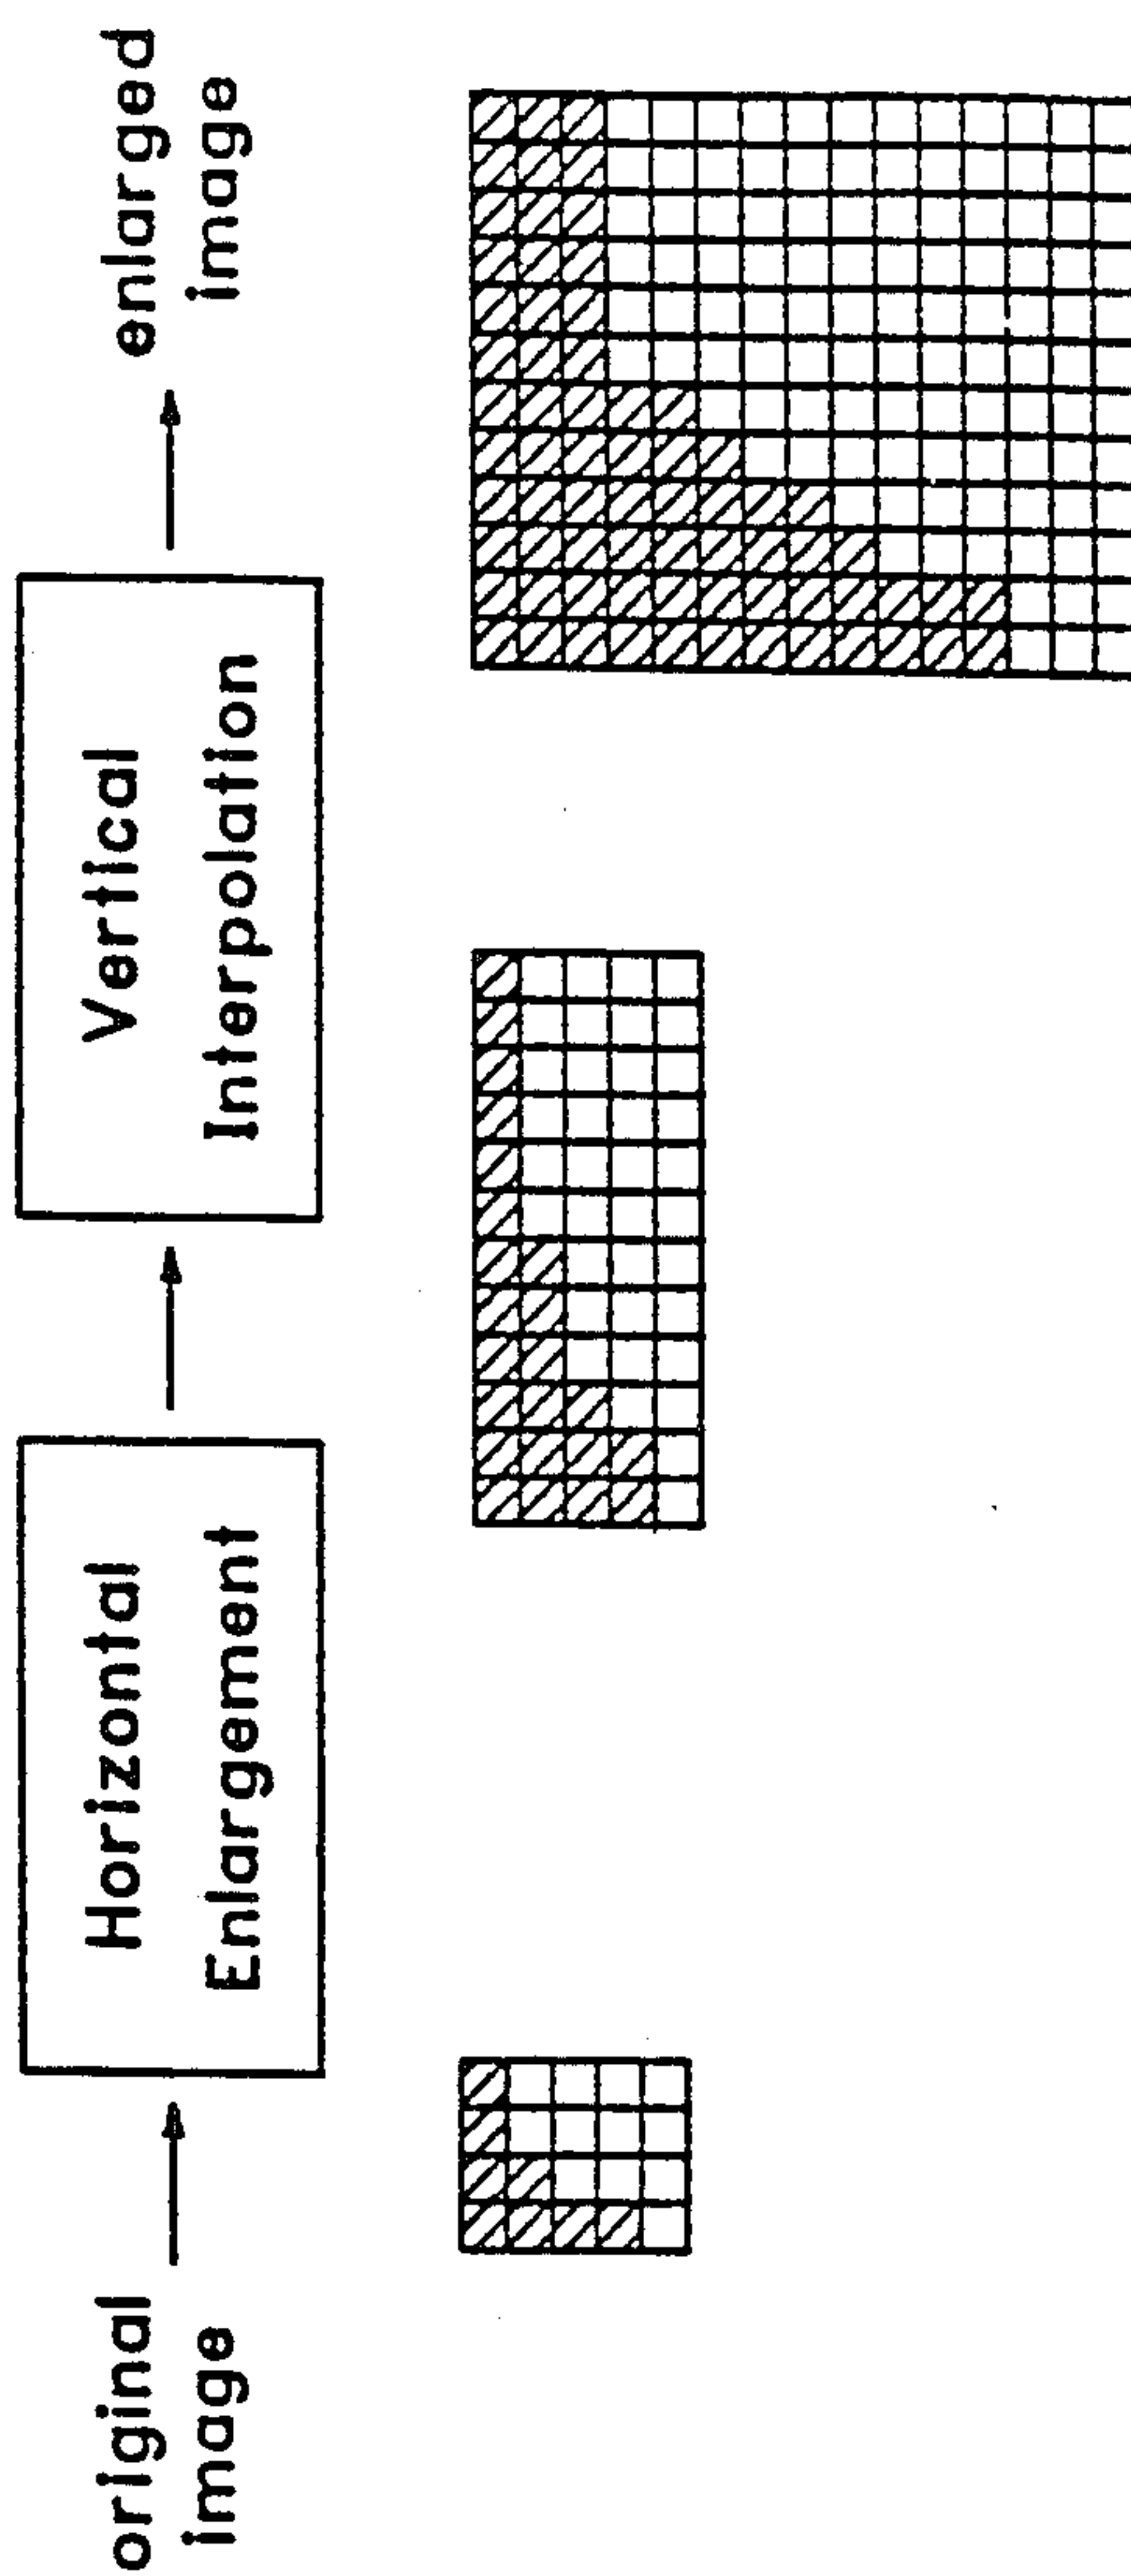 original
image
Horizontal
Enlargement
Vertical
Interpolation
enlarged
image